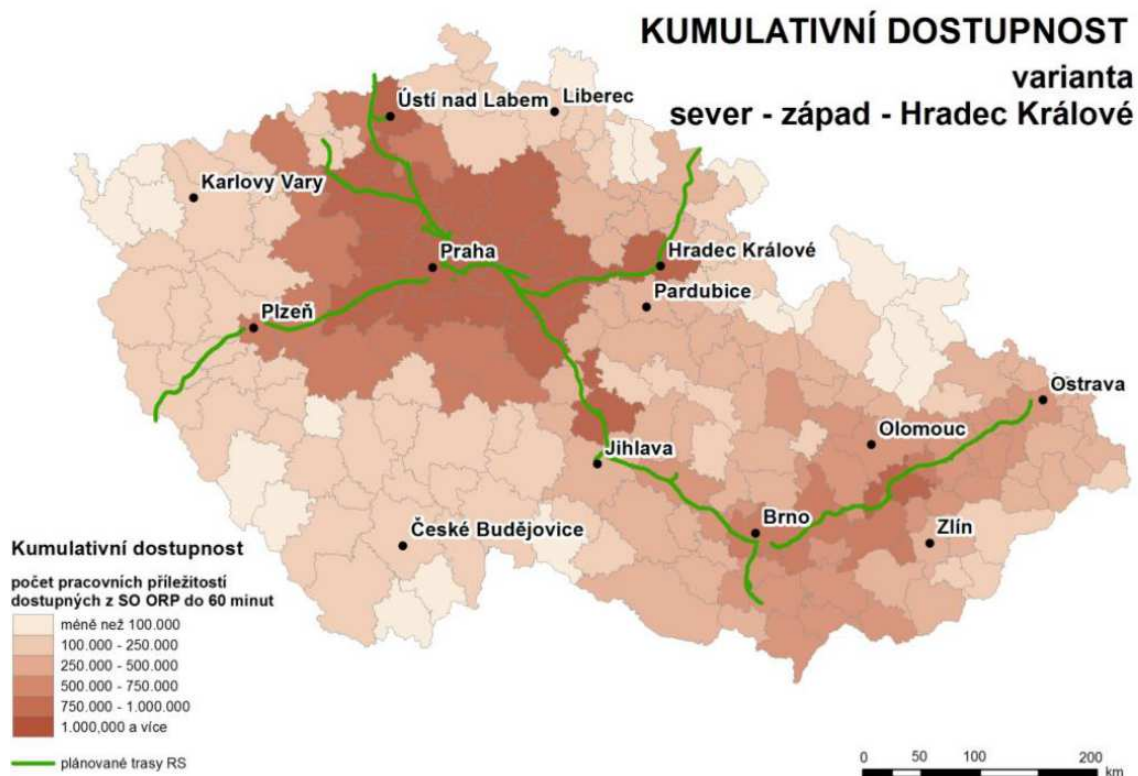 KUMULATIVNÍ DOSTUPNOST
varianta
sever - západ - Hradec Králové
Ústí nad Labem
Liberec
Karlovy Vary
Praha
Hradec Králové
Pardubice
Plzeň
Ostrava
Olomouc
Jihlava
Brno
Zlín
České Budějovice
Kumulativní dostupnost
počet pracovních příležitostí
dostupných z SO ORP do 60 minut
méně než 100.000
100.000 - 250.000
250.000 - 500.000
500.000 - 750.000
750.000 - 1.000.000
1.000,000 a více
plánované trasy RS
0 50 100 200
km